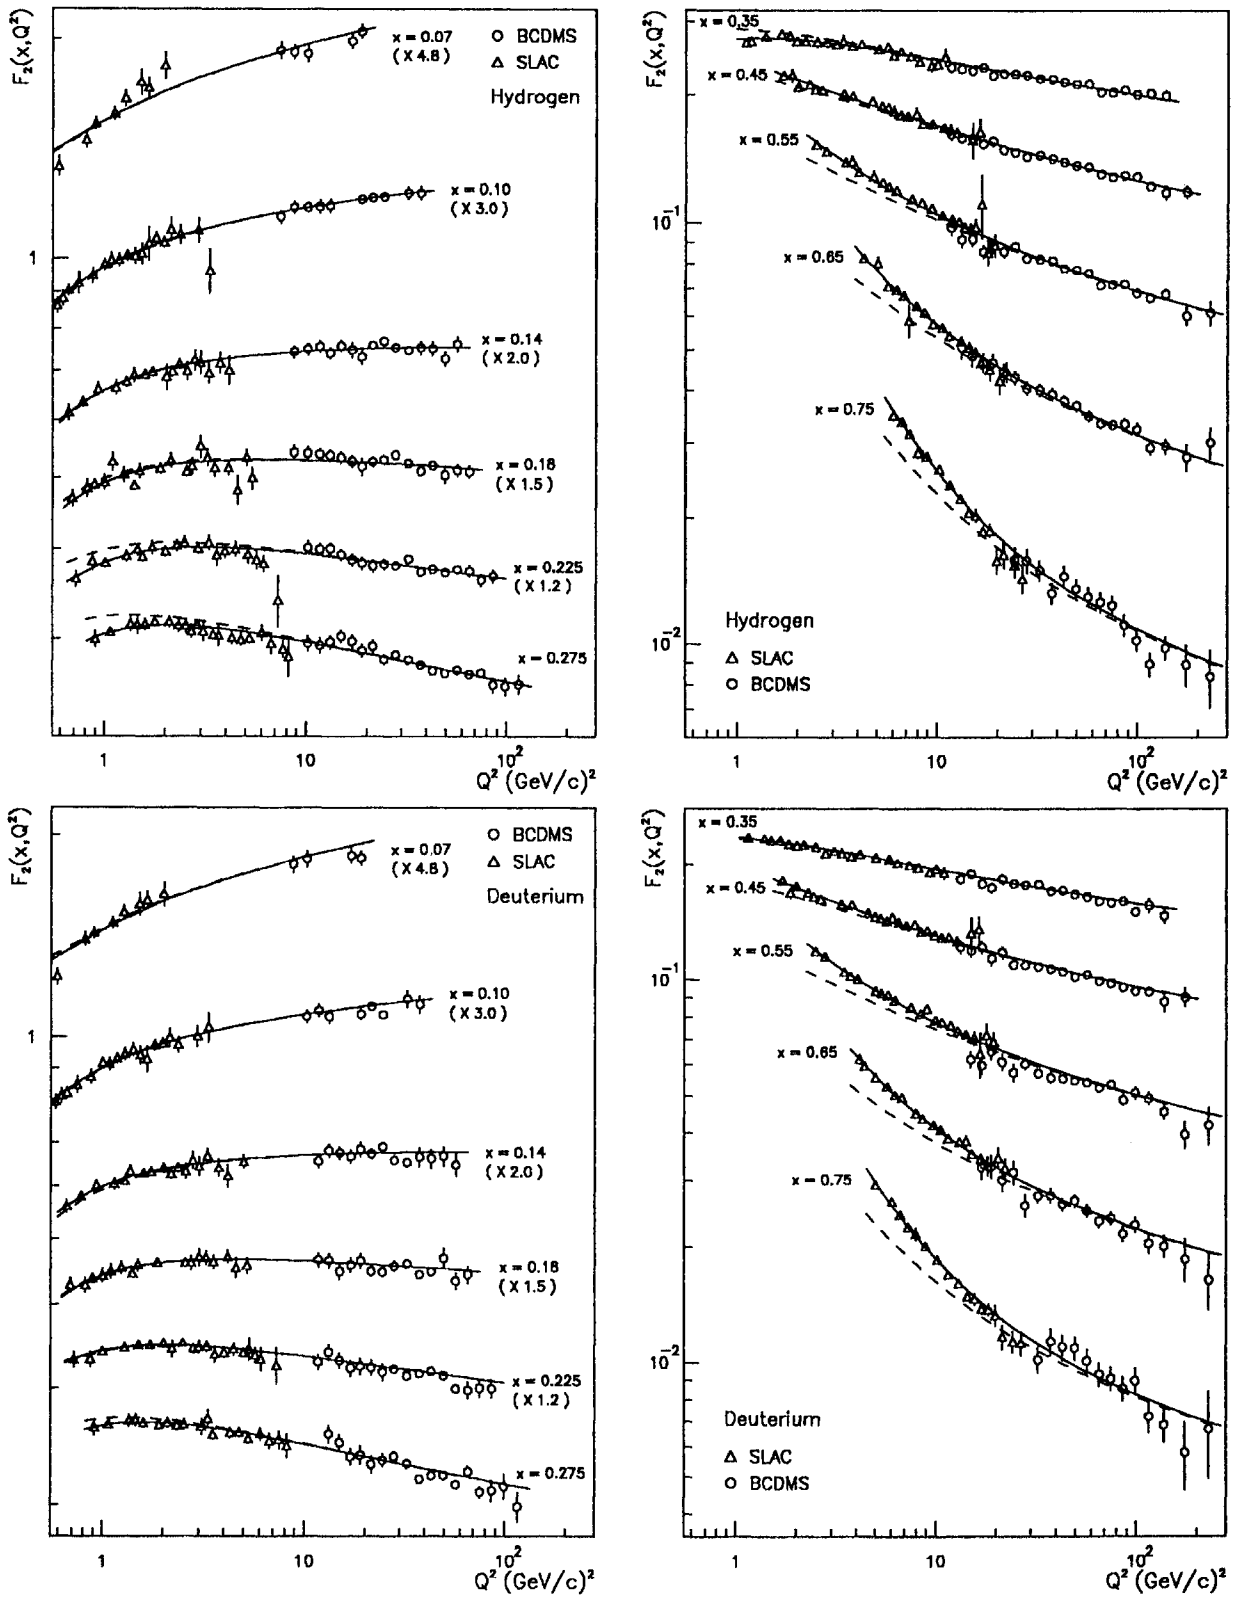 F₂(x,Q²)
x = 0.07
(X 4.8)
○ BCDMS
△ SLAC
Hydrogen
x = 0.10
(X 3.0)
1
x = 0.14
(X 2.0)
x = 0.18
(X 1.5)
x = 0.225
(X 1.2)
x = 0.275
1
10
10²
Q² (GeV/c)²
F₂(x,Q²)
x = 0.35
x = 0.45
x = 0.55
10⁻¹
x = 0.65
x = 0.75
Hydrogen
△ SLAC
○ BCDMS
10⁻²
1
10
10²
Q² (GeV/c)²
F₂(x,Q²)
x = 0.07
(X 4.8)
○ BCDMS
△ SLAC
Deuterium
x = 0.10
(X 3.0)
1
x = 0.14
(X 2.0)
x = 0.18
(X 1.5)
x = 0.225
(X 1.2)
x = 0.275
1
10
10²
Q² (GeV/c)²
F₂(x,Q²)
x = 0.35
x = 0.45
x = 0.55
10⁻¹
x = 0.65
x = 0.75
10⁻²
Deuterium
△ SLAC
○ BCDMS
1
10
10²
Q² (GeV/c)²